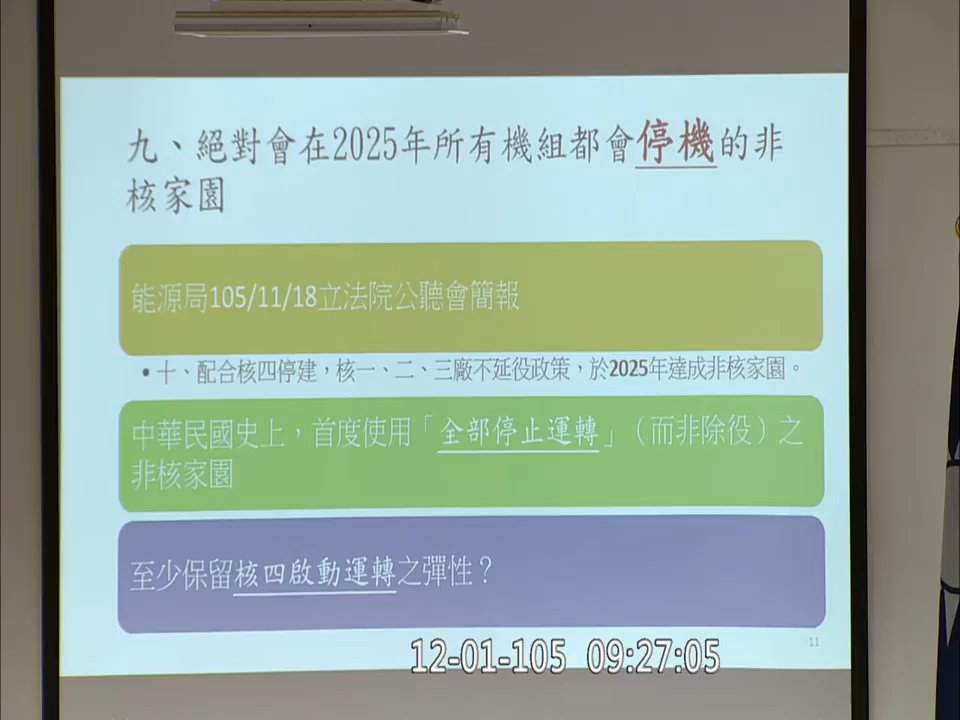 九、絕對會在2025年所有機組都會停機的非
核家園
能源局105/11/18立法院公聽會簡報
•十、配合核四停建，核一、二、三廠不延役政策，於2025年達成非核家園。
中華民國史上，首度使用「全部停止運轉」（而非除役）之
非核家園
至少保留核四啟動運轉之彈性？
11
12-01-105 09:27:05